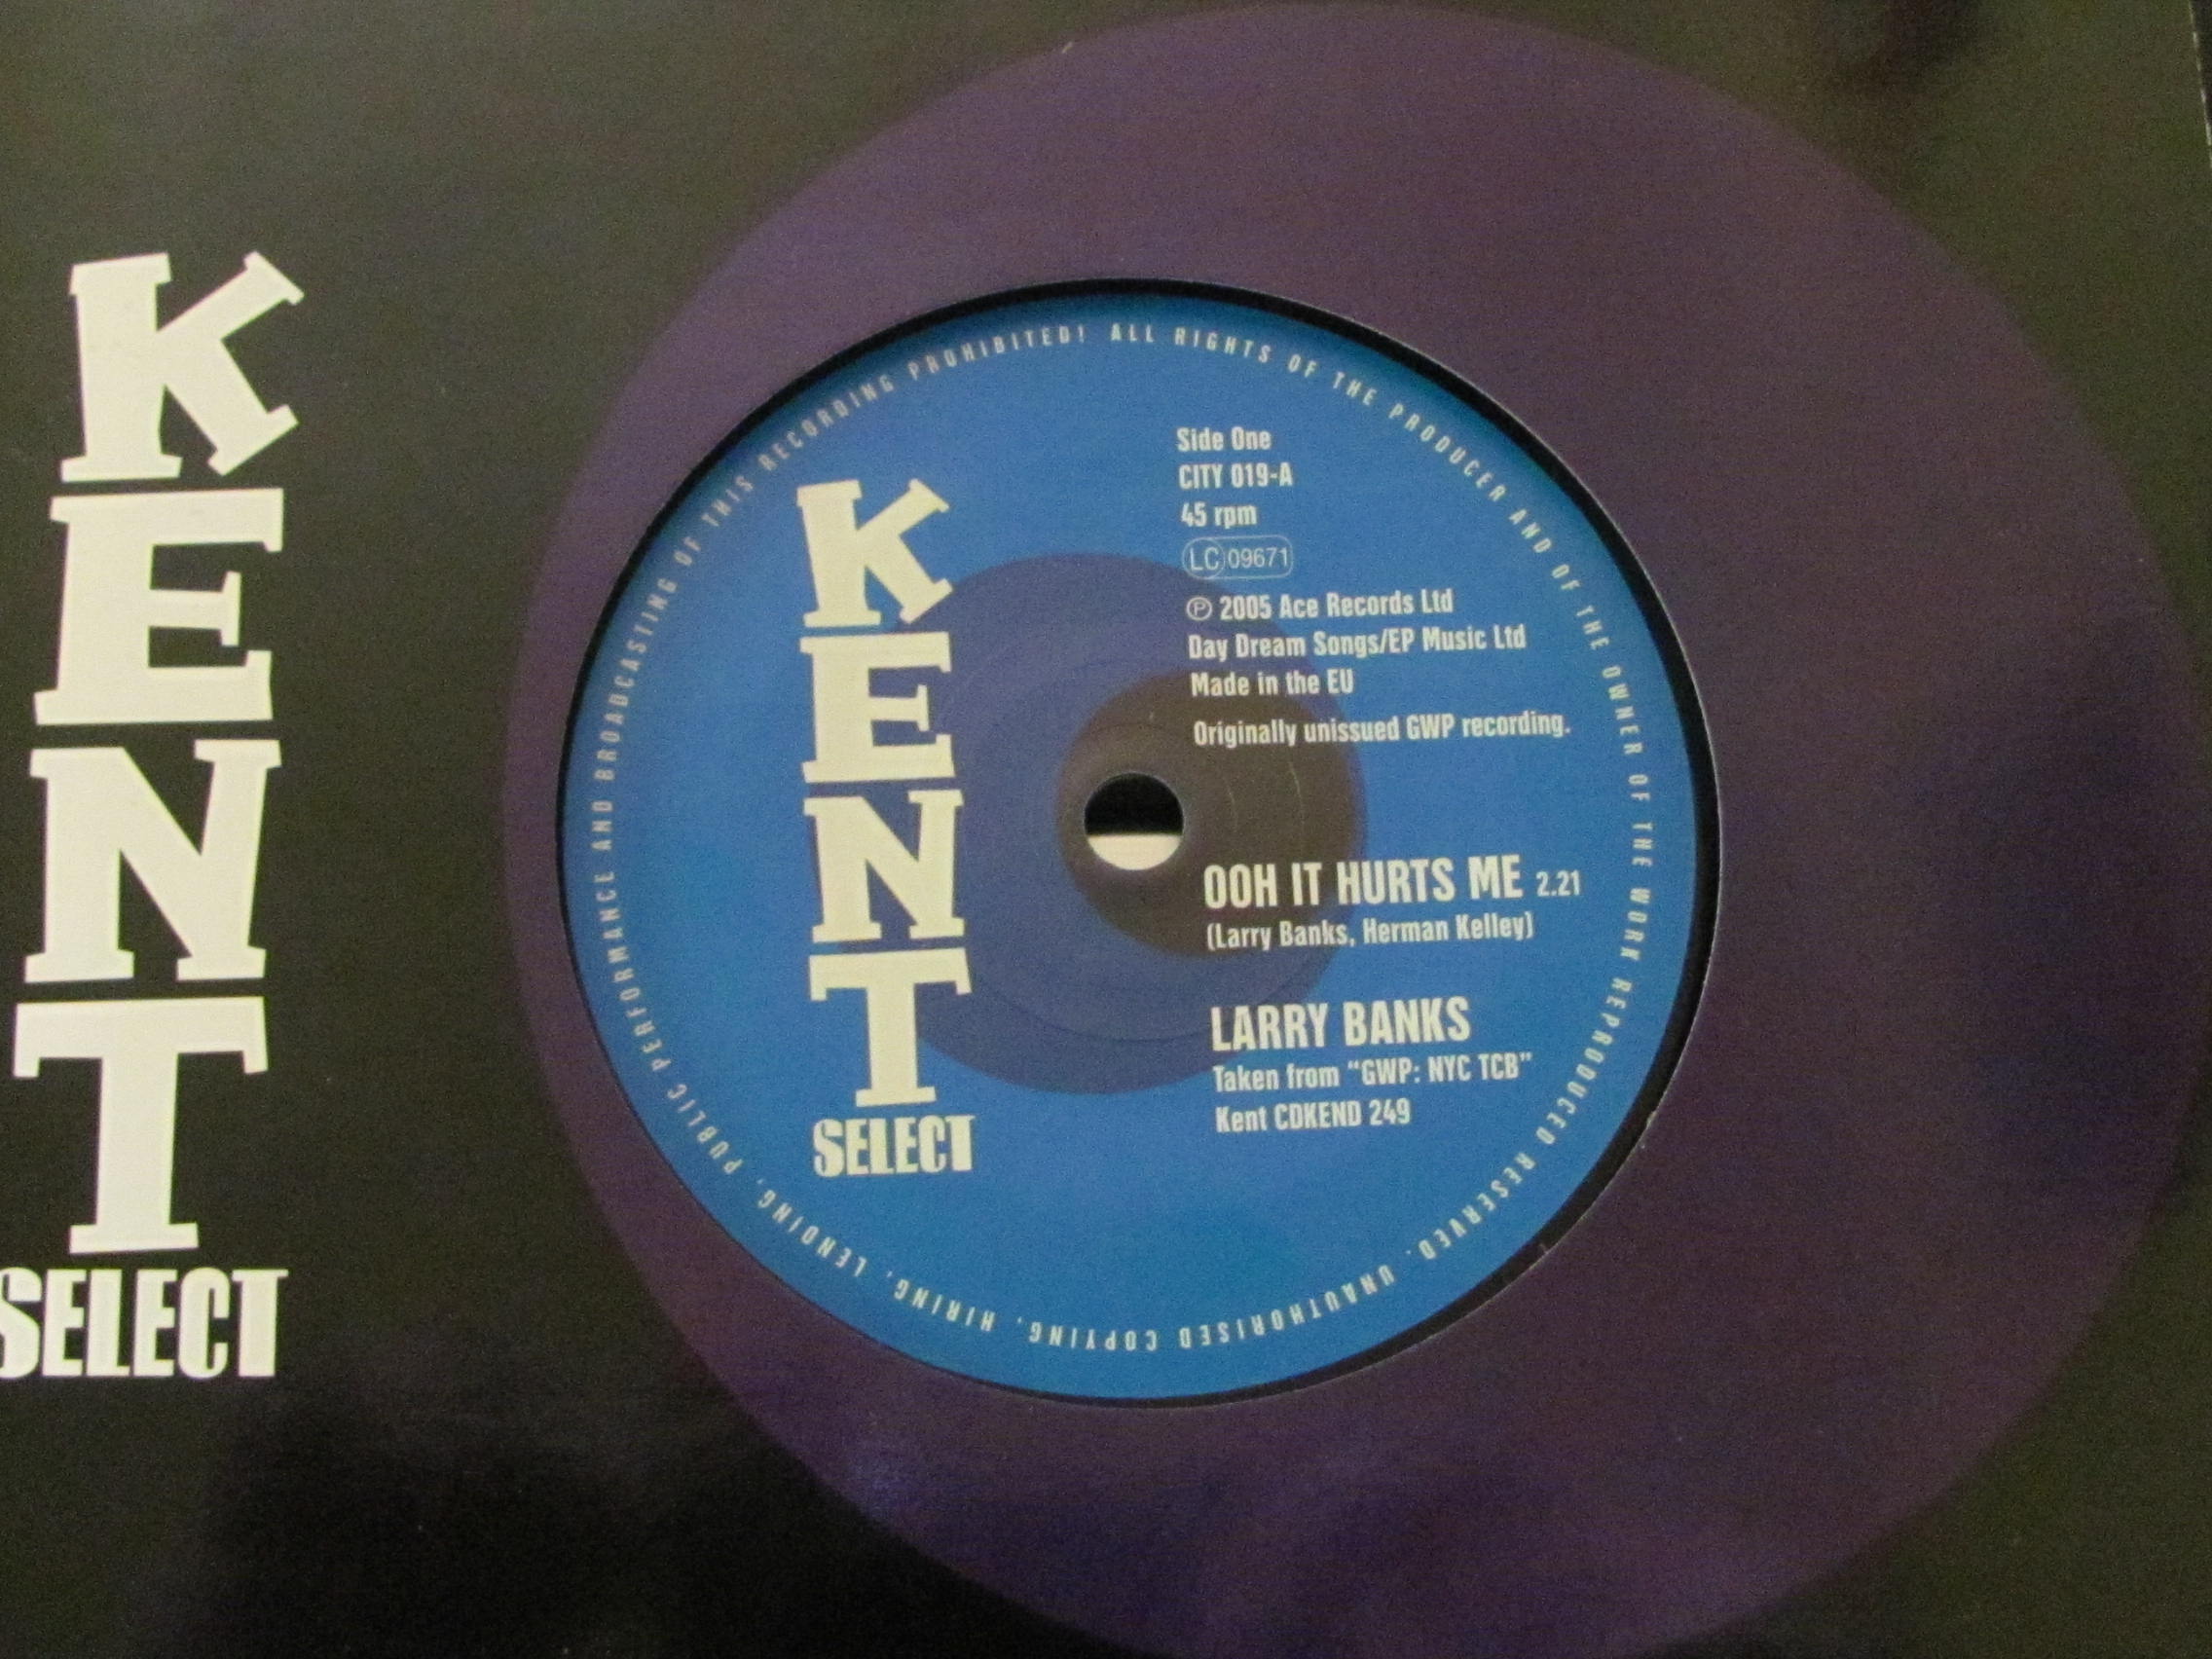 KENT
SELECT
KENT
SELECT
Side One
CITY 019-A
45 rpm
LC 09671
℗ 2005 Ace Records Ltd
Day Dream Songs/EP Music Ltd
Made in the EU
Originally unissued GWP recording.
OOH IT HURTS ME 2.21
(Larry Banks, Herman Kelley)
LARRY BANKS
Taken from "GWP: NYC TCB"
Kent CDKEND 249
ALL RIGHTS OF THE PRODUCER AND OF THE OWNER OF THE WORK REPRODUCED RESERVED. UNAUTHORISED COPYING, HIRING, LENDING, PUBLIC PERFORMANCE AND BROADCASTING OF THIS RECORDING PROHIBITED!